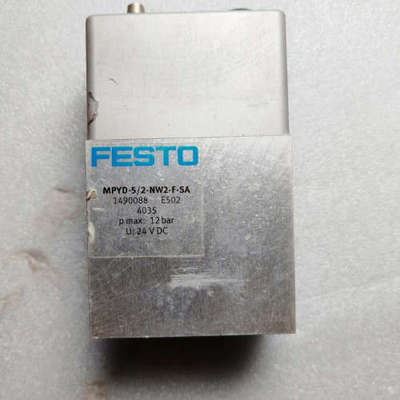 FESTO
MPYD-5/2-NW2-F-SA
1490088 E502
4035
p max: 12 bar
U: 24 V DC